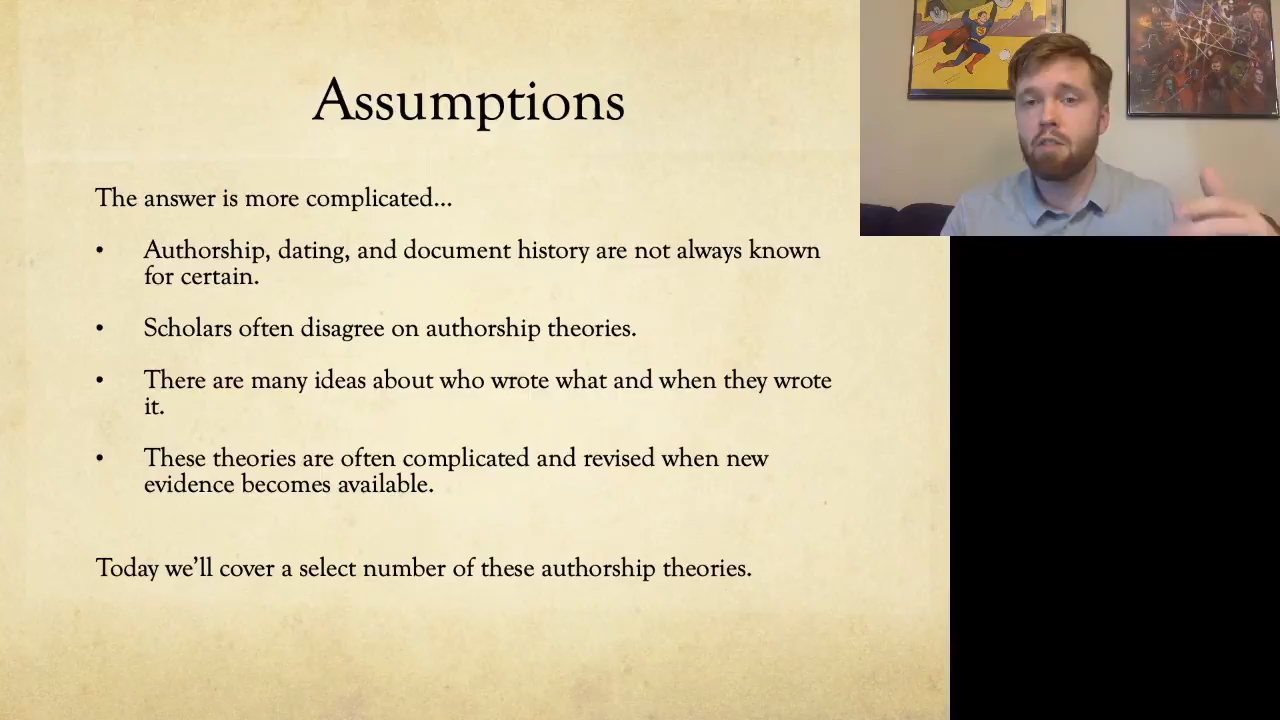 Assumptions
The answer is more complicated...
• Authorship, dating, and document history are not always known
for certain.
• Scholars often disagree on authorship theories.
• There are many ideas about who wrote what and when they wrote
it.
• These theories are often complicated and revised when new
evidence becomes available.
Today we’ll cover a select number of these authorship theories.